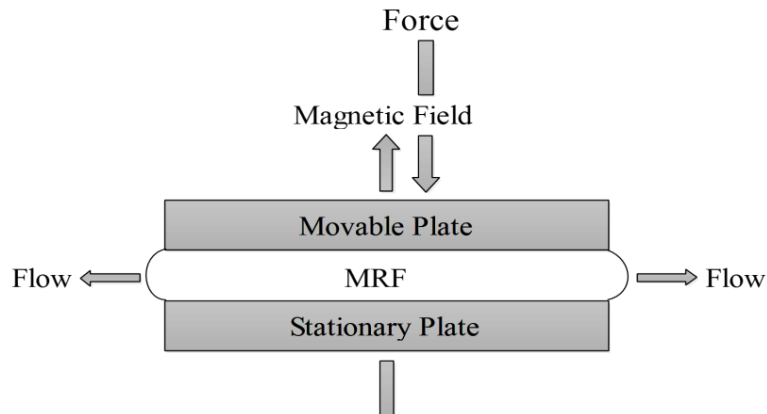 Force
Magnetic Field
Movable Plate
Flow MRF Flow
Stationary Plate